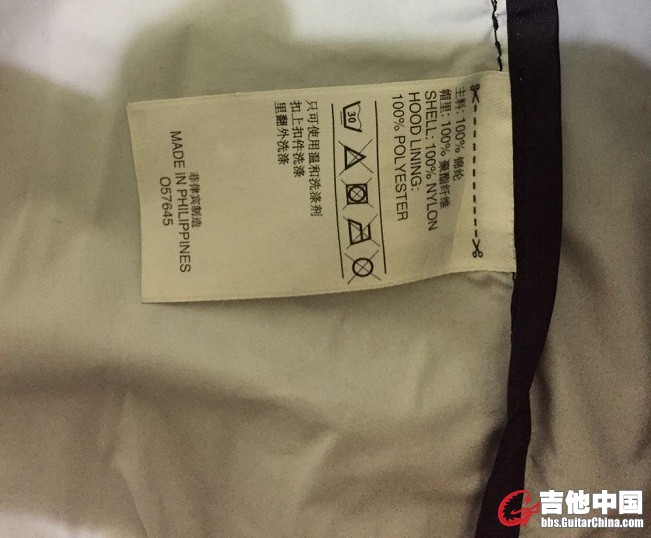 主料: 100% 锦纶
帽里: 100% 聚酯纤维
SHELL: 100% NYLON
HOOD LINING:
100% POLYESTER
30
只可使用温和洗涤剂
扣上扣件洗涤
里翻外洗涤
菲律宾制造
MADE IN PHILIPPINES
O57645
吉他中国
bbs.GuitarChina.com